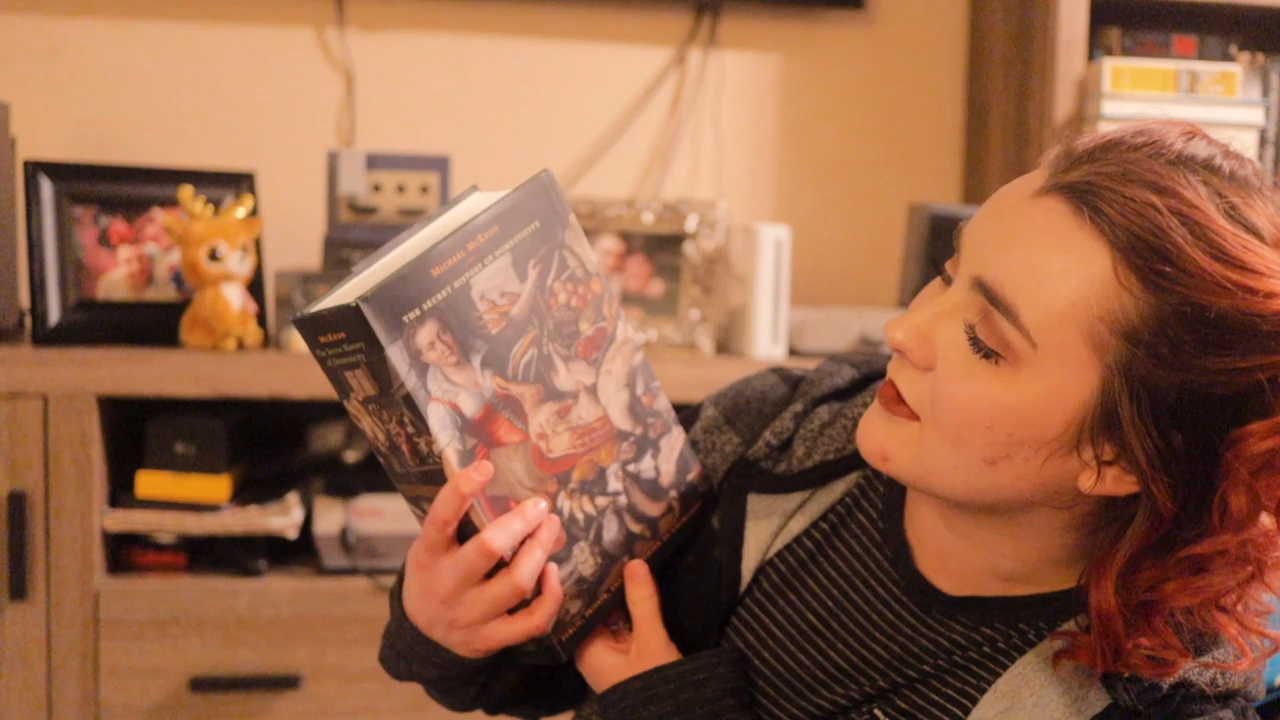 MICHAEL MCKEON
THE SECRET HISTORY OF DOMESTICITY
MCKEON
The Secret History
of Domesticity